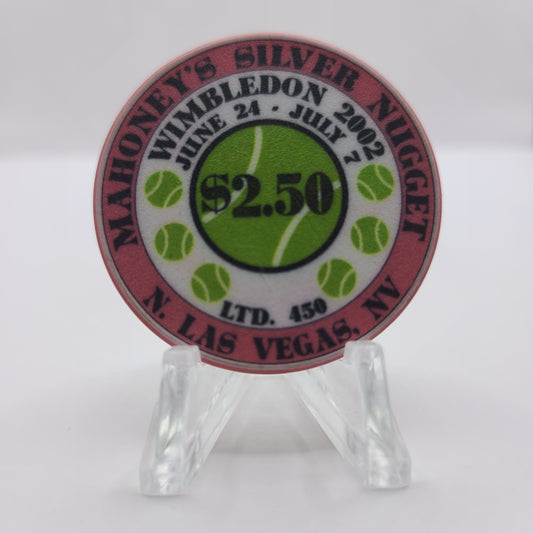 MAHONEY'S SILVER NUGGET
WIMBLEDON 2002
JUNE 24 - JULY 7
$2.50
LTD. 450
N. LAS VEGAS, NV